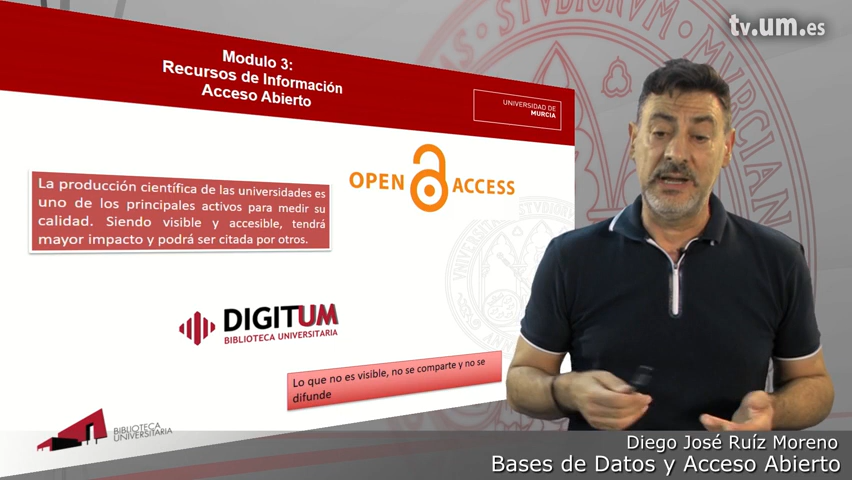 tv.um.es
Modulo 3:
Recursos de Información
Acceso Abierto
UNIVERSIDAD DE
MURCIA
OPEN ACCESS
La producción científica de las universidades es
uno de los principales activos para medir su
calidad. Siendo visible y accesible, tendrá
mayor impacto y podrá ser citada por otros.
DIGITUM
BIBLIOTECA UNIVERSITARIA
Lo que no es visible, no se comparte y no se
difunde
BIBLIOTECA
UNIVERSITARIA
Diego José Ruíz Moreno
Bases de Datos y Acceso Abierto